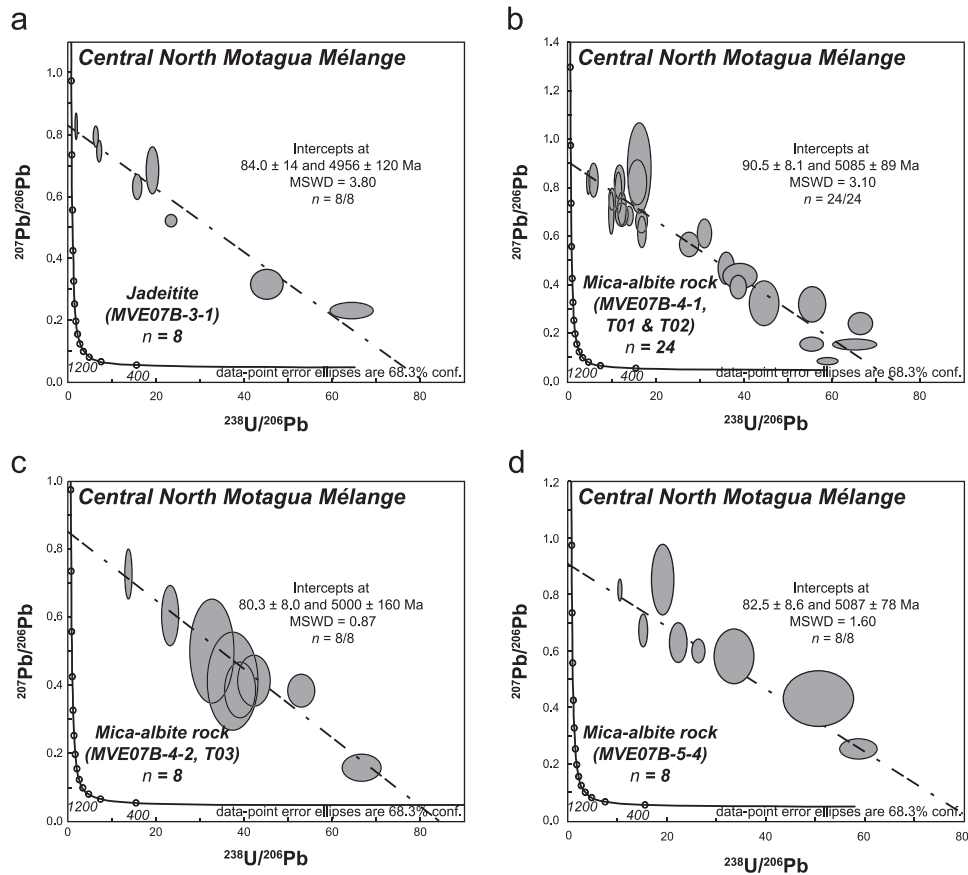 a
Central North Motagua Mélange
1.0
0.8
0.6
0.4
0.2
0.0
207Pb/206Pb
Intercepts at
84.0 ± 14 and 4956 ± 120 Ma
MSWD = 3.80
n = 8/8
Jadeitite
(MVE07B-3-1)
n = 8
1200
400
data-point error ellipses are 68.3% conf.
0 20 40 60 80
238U/206Pb
b
Central North Motagua Mélange
1.4
1.2
1.0
0.8
0.6
0.4
0.2
0.0
207Pb/206Pb
Intercepts at
90.5 ± 8.1 and 5085 ± 89 Ma
MSWD = 3.10
n = 24/24
Mica-albite rock
(MVE07B-4-1,
T01 & T02)
n = 24
1200
400
data-point error ellipses are 68.3% conf.
0 20 40 60 80
238U/206Pb
c
Central North Motagua Mélange
1.0
0.8
0.6
0.4
0.2
0.0
207Pb/206Pb
Intercepts at
80.3 ± 8.0 and 5000 ± 160 Ma
MSWD = 0.87
n = 8/8
Mica-albite rock
(MVE07B-4-2, T03)
n = 8
1200
400
data-point error ellipses are 68.3% conf.
0 20 40 60 80
238U/206Pb
d
Central North Motagua Mélange
1.2
1.0
0.8
0.6
0.4
0.2
0.0
207Pb/206Pb
Intercepts at
82.5 ± 8.6 and 5087 ± 78 Ma
MSWD = 1.60
n = 8/8
Mica-albite rock
(MVE07B-5-4)
n = 8
1200
400
data-point error ellipses are 68.3% conf.
0 10 20 30 40 50 60 70 80
238U/206Pb